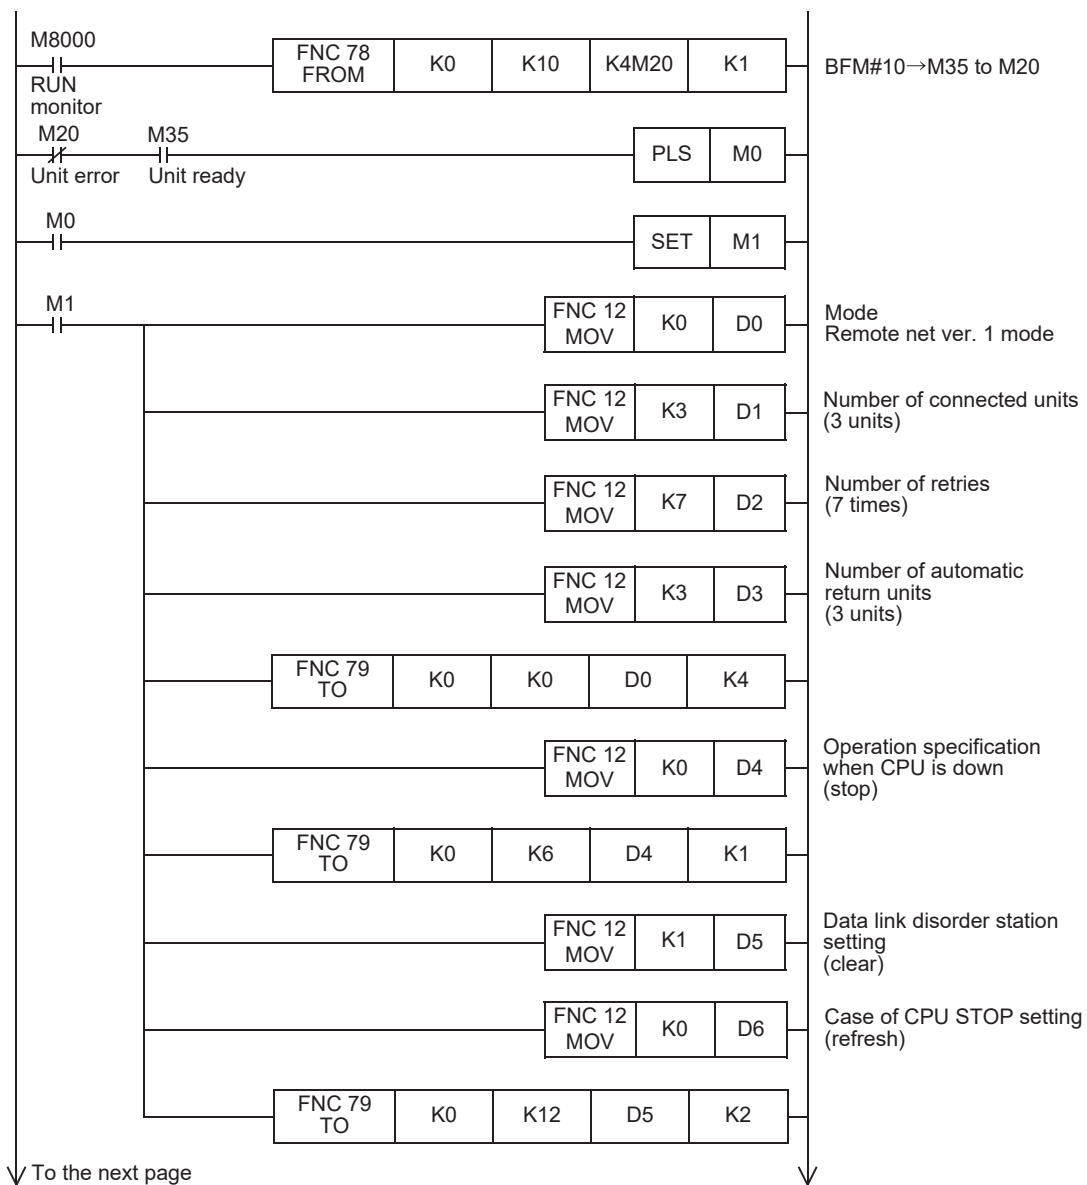 M8000
RUN
monitor
FNC 78
FROM
K0
K10
K4M20
K1
BFM#10→M35 to M20
M20
Unit error
M35
Unit ready
PLS
M0
M0
SET
M1
M1
FNC 12
MOV
K0
D0
Mode
Remote net ver. 1 mode
FNC 12
MOV
K3
D1
Number of connected units
(3 units)
FNC 12
MOV
K7
D2
Number of retries
(7 times)
FNC 12
MOV
K3
D3
Number of automatic
return units
(3 units)
FNC 79
TO
K0
K0
D0
K4
FNC 12
MOV
K0
D4
Operation specification
when CPU is down
(stop)
FNC 79
TO
K0
K6
D4
K1
FNC 12
MOV
K1
D5
Data link disorder station
setting
(clear)
FNC 12
MOV
K0
D6
Case of CPU STOP setting
(refresh)
FNC 79
TO
K0
K12
D5
K2
To the next page